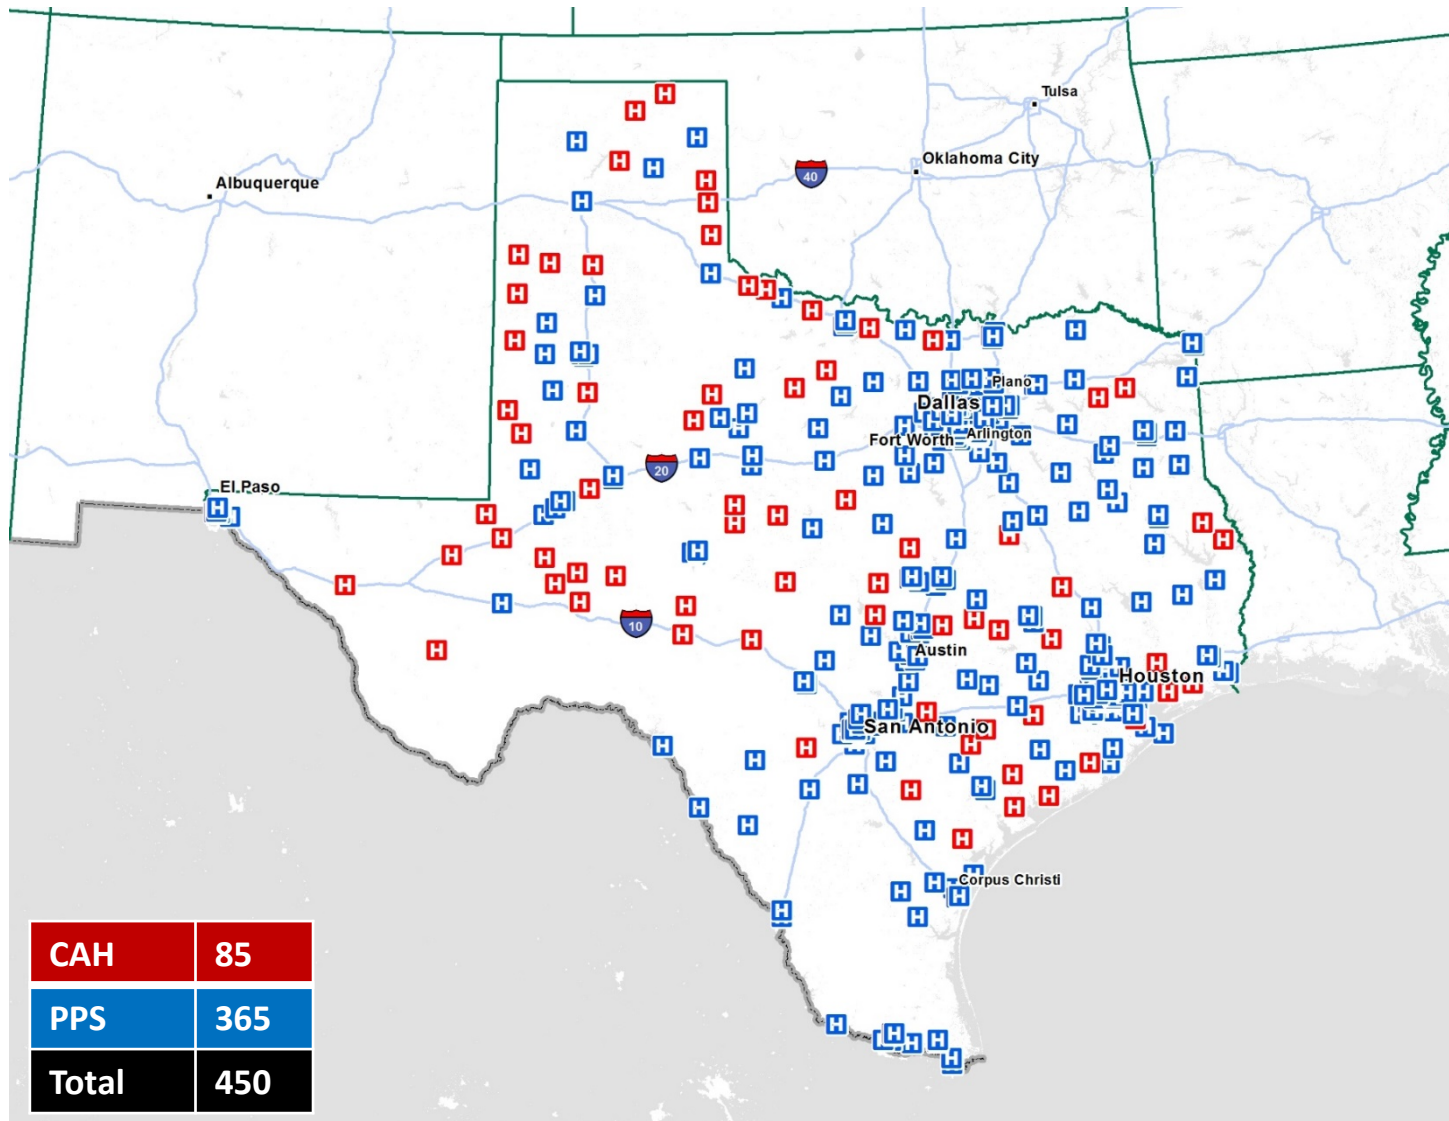 Tulsa
Oklahoma City
40
Albuquerque
Plano
Dallas
Fort Worth
Arlington
20
El Paso
10
Austin
Houston
San Antonio
Corpus Christi
CAH 85
PPS 365
Total 450